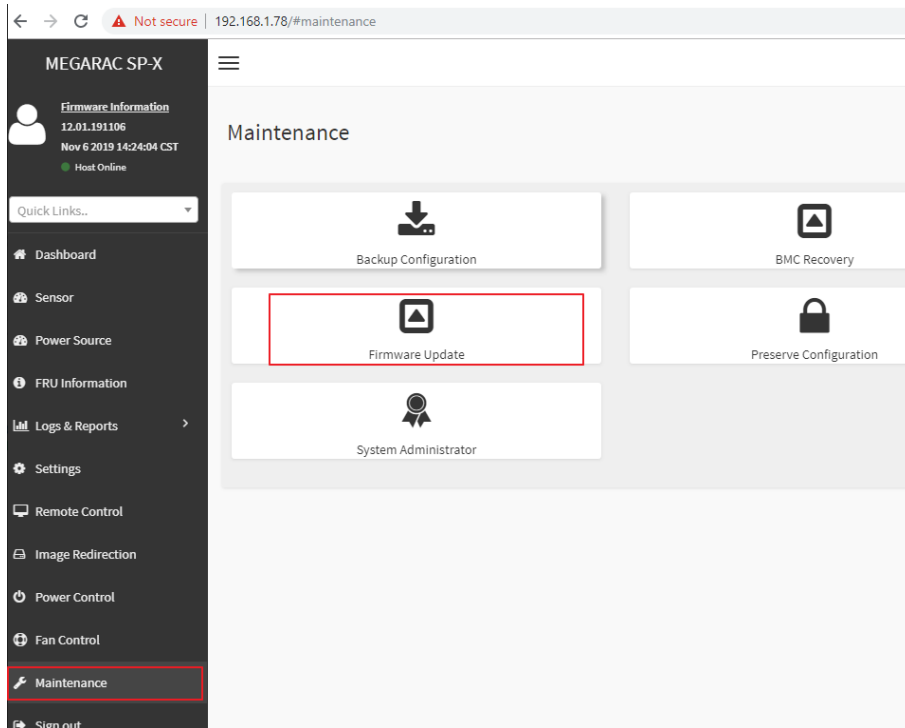 Not secure
192.168.1.78/#maintenance
MEGARAC SP-X
Firmware Information
12.01.191106
Nov 6 2019 14:24:04 CST
Host Online
Quick Links..
Dashboard
Sensor
Power Source
FRU Information
Logs & Reports
Settings
Remote Control
Image Redirection
Power Control
Fan Control
Maintenance
Sign out
Maintenance
Backup Configuration
BMC Recovery
Firmware Update
Preserve Configuration
System Administrator